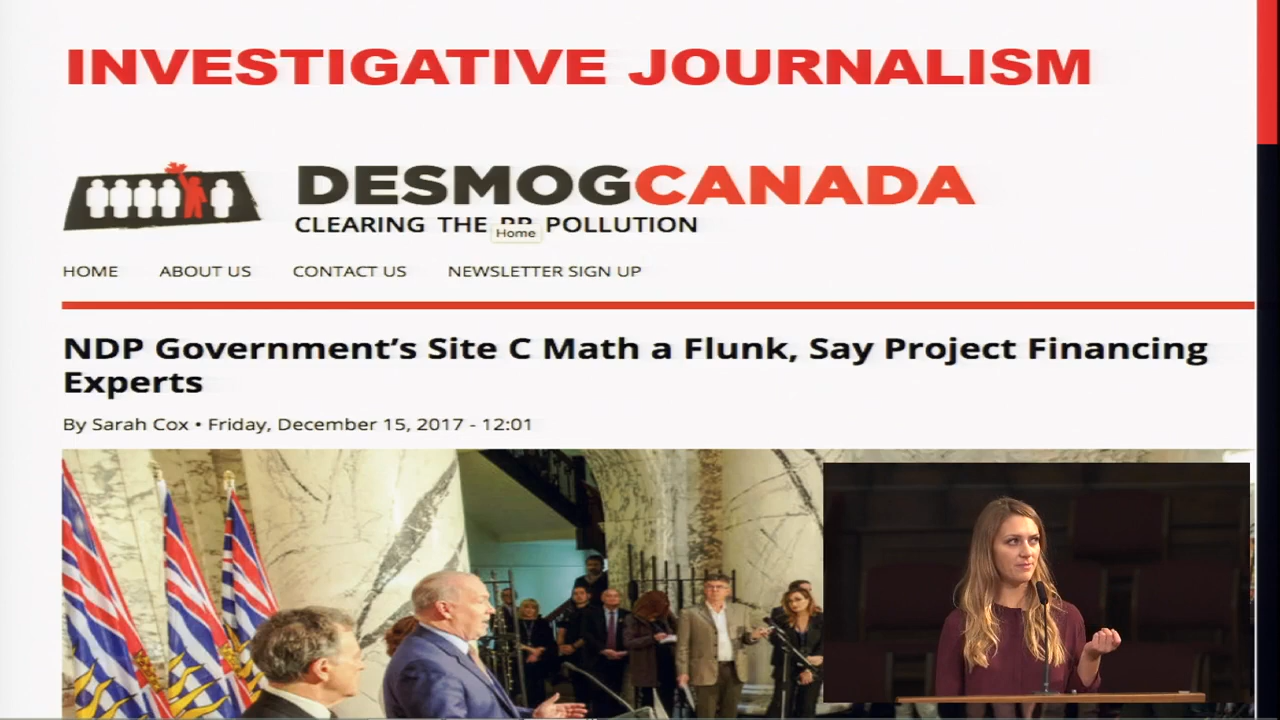 INVESTIGATIVE JOURNALISM
DESMOGCANADA
CLEARING THE POLLUTION
Home
HOME ABOUT US CONTACT US NEWSLETTER SIGN UP
NDP Government's Site C Math a Flunk, Say Project Financing
Experts
By Sarah Cox • Friday, December 15, 2017 - 12:01